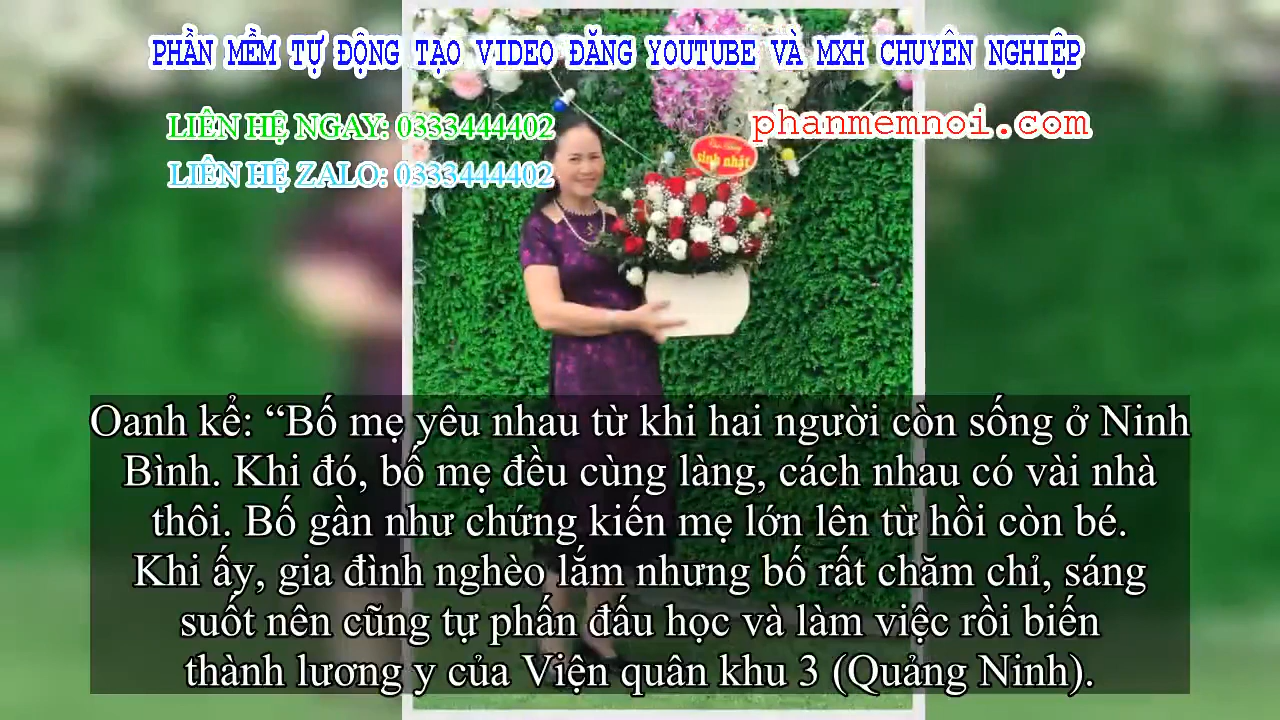 PHẦN MỀM TỰ ĐỘNG TẠO VIDEO ĐĂNG YOUTUBE VÀ MXH CHUYÊN NGHIỆP
LIÊN HỆ NGAY: 0333444402
phanmemnoi.com
LIÊN HỆ ZALO: 0333444402
sinh nhật
Oanh kể: “Bố mẹ yêu nhau từ khi hai người còn sống ở Ninh
Bình. Khi đó, bố mẹ đều cùng làng, cách nhau có vài nhà
thôi. Bố gần như chứng kiến mẹ lớn lên từ hồi còn bé.
Khi ấy, gia đình nghèo lắm nhưng bố rất chăm chỉ, sáng
suốt nên cũng tự phấn đấu học và làm việc rồi biến
thành lương y của Viện quân khu 3 (Quảng Ninh).